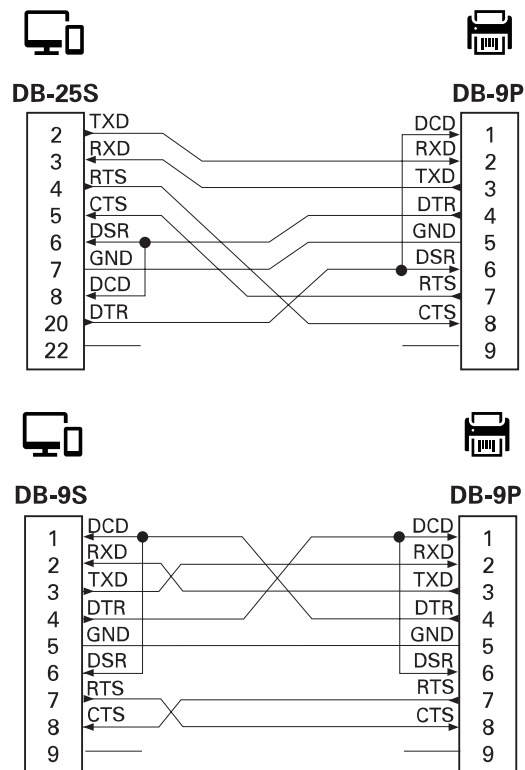 DB-25S DB-9P
TXD DCD
2 1
RXD RXD
3 2
RTS TXD
4 3
CTS DTR
5 4
DSR GND
6 5
GND DSR
7 6
DCD RTS
8 7
DTR CTS
20 8
22 9
DB-9S DB-9P
DCD DCD
1 1
RXD RXD
2 2
TXD TXD
3 3
DTR DTR
4 4
GND GND
5 5
DSR DSR
6 6
RTS RTS
7 7
CTS CTS
8 8
9 9